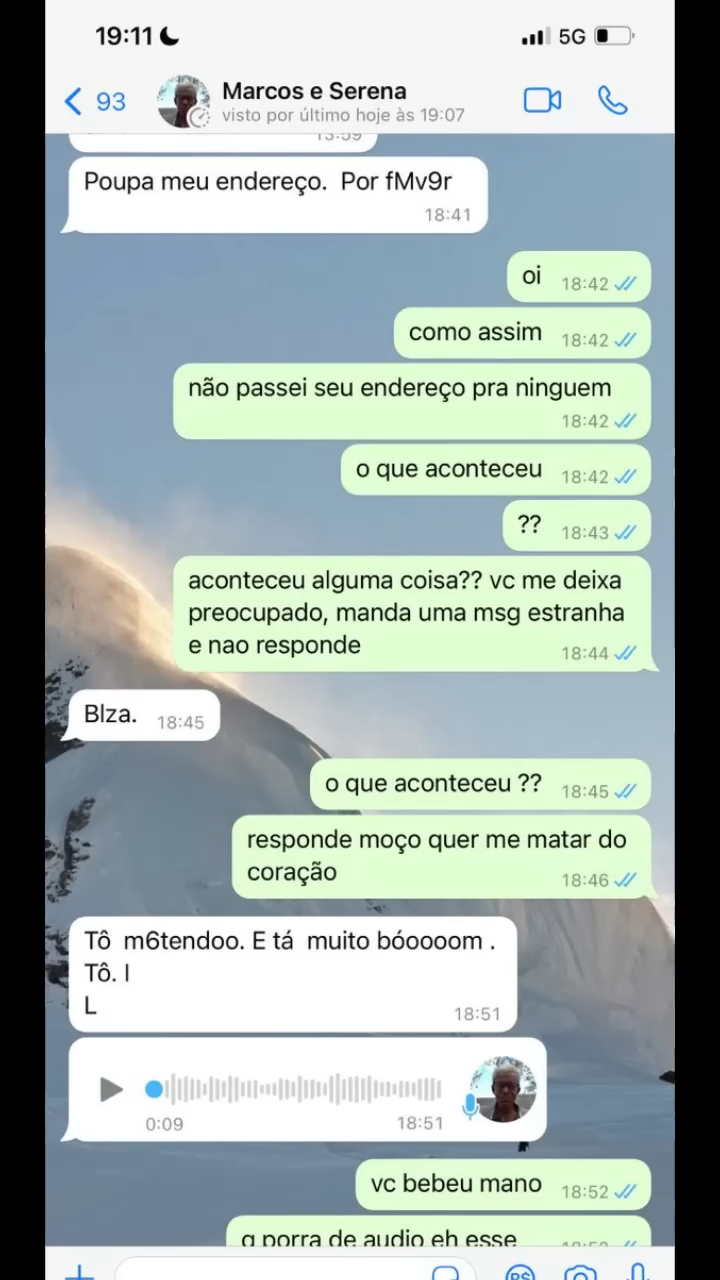 19:11
5G
93
Marcos e Serena
visto por último hoje às 19:07
13:59
Poupa meu endereço.  Por fMv9r
18:41
oi 18:42
como assim 18:42
não passei seu endereço pra ninguem
18:42
o que aconteceu 18:42
?? 18:43
aconteceu alguma coisa?? vc me deixa
preocupado, manda uma msg estranha
e nao responde 18:44
Blza. 18:45
o que aconteceu ?? 18:45
responde moço quer me matar do
coração 18:46
Tô  m6tendoo. E tá  muito bóoooom .
Tô. l
L 18:51
0:09 18:51
vc bebeu mano 18:52
q porra de audio eh esse
R$